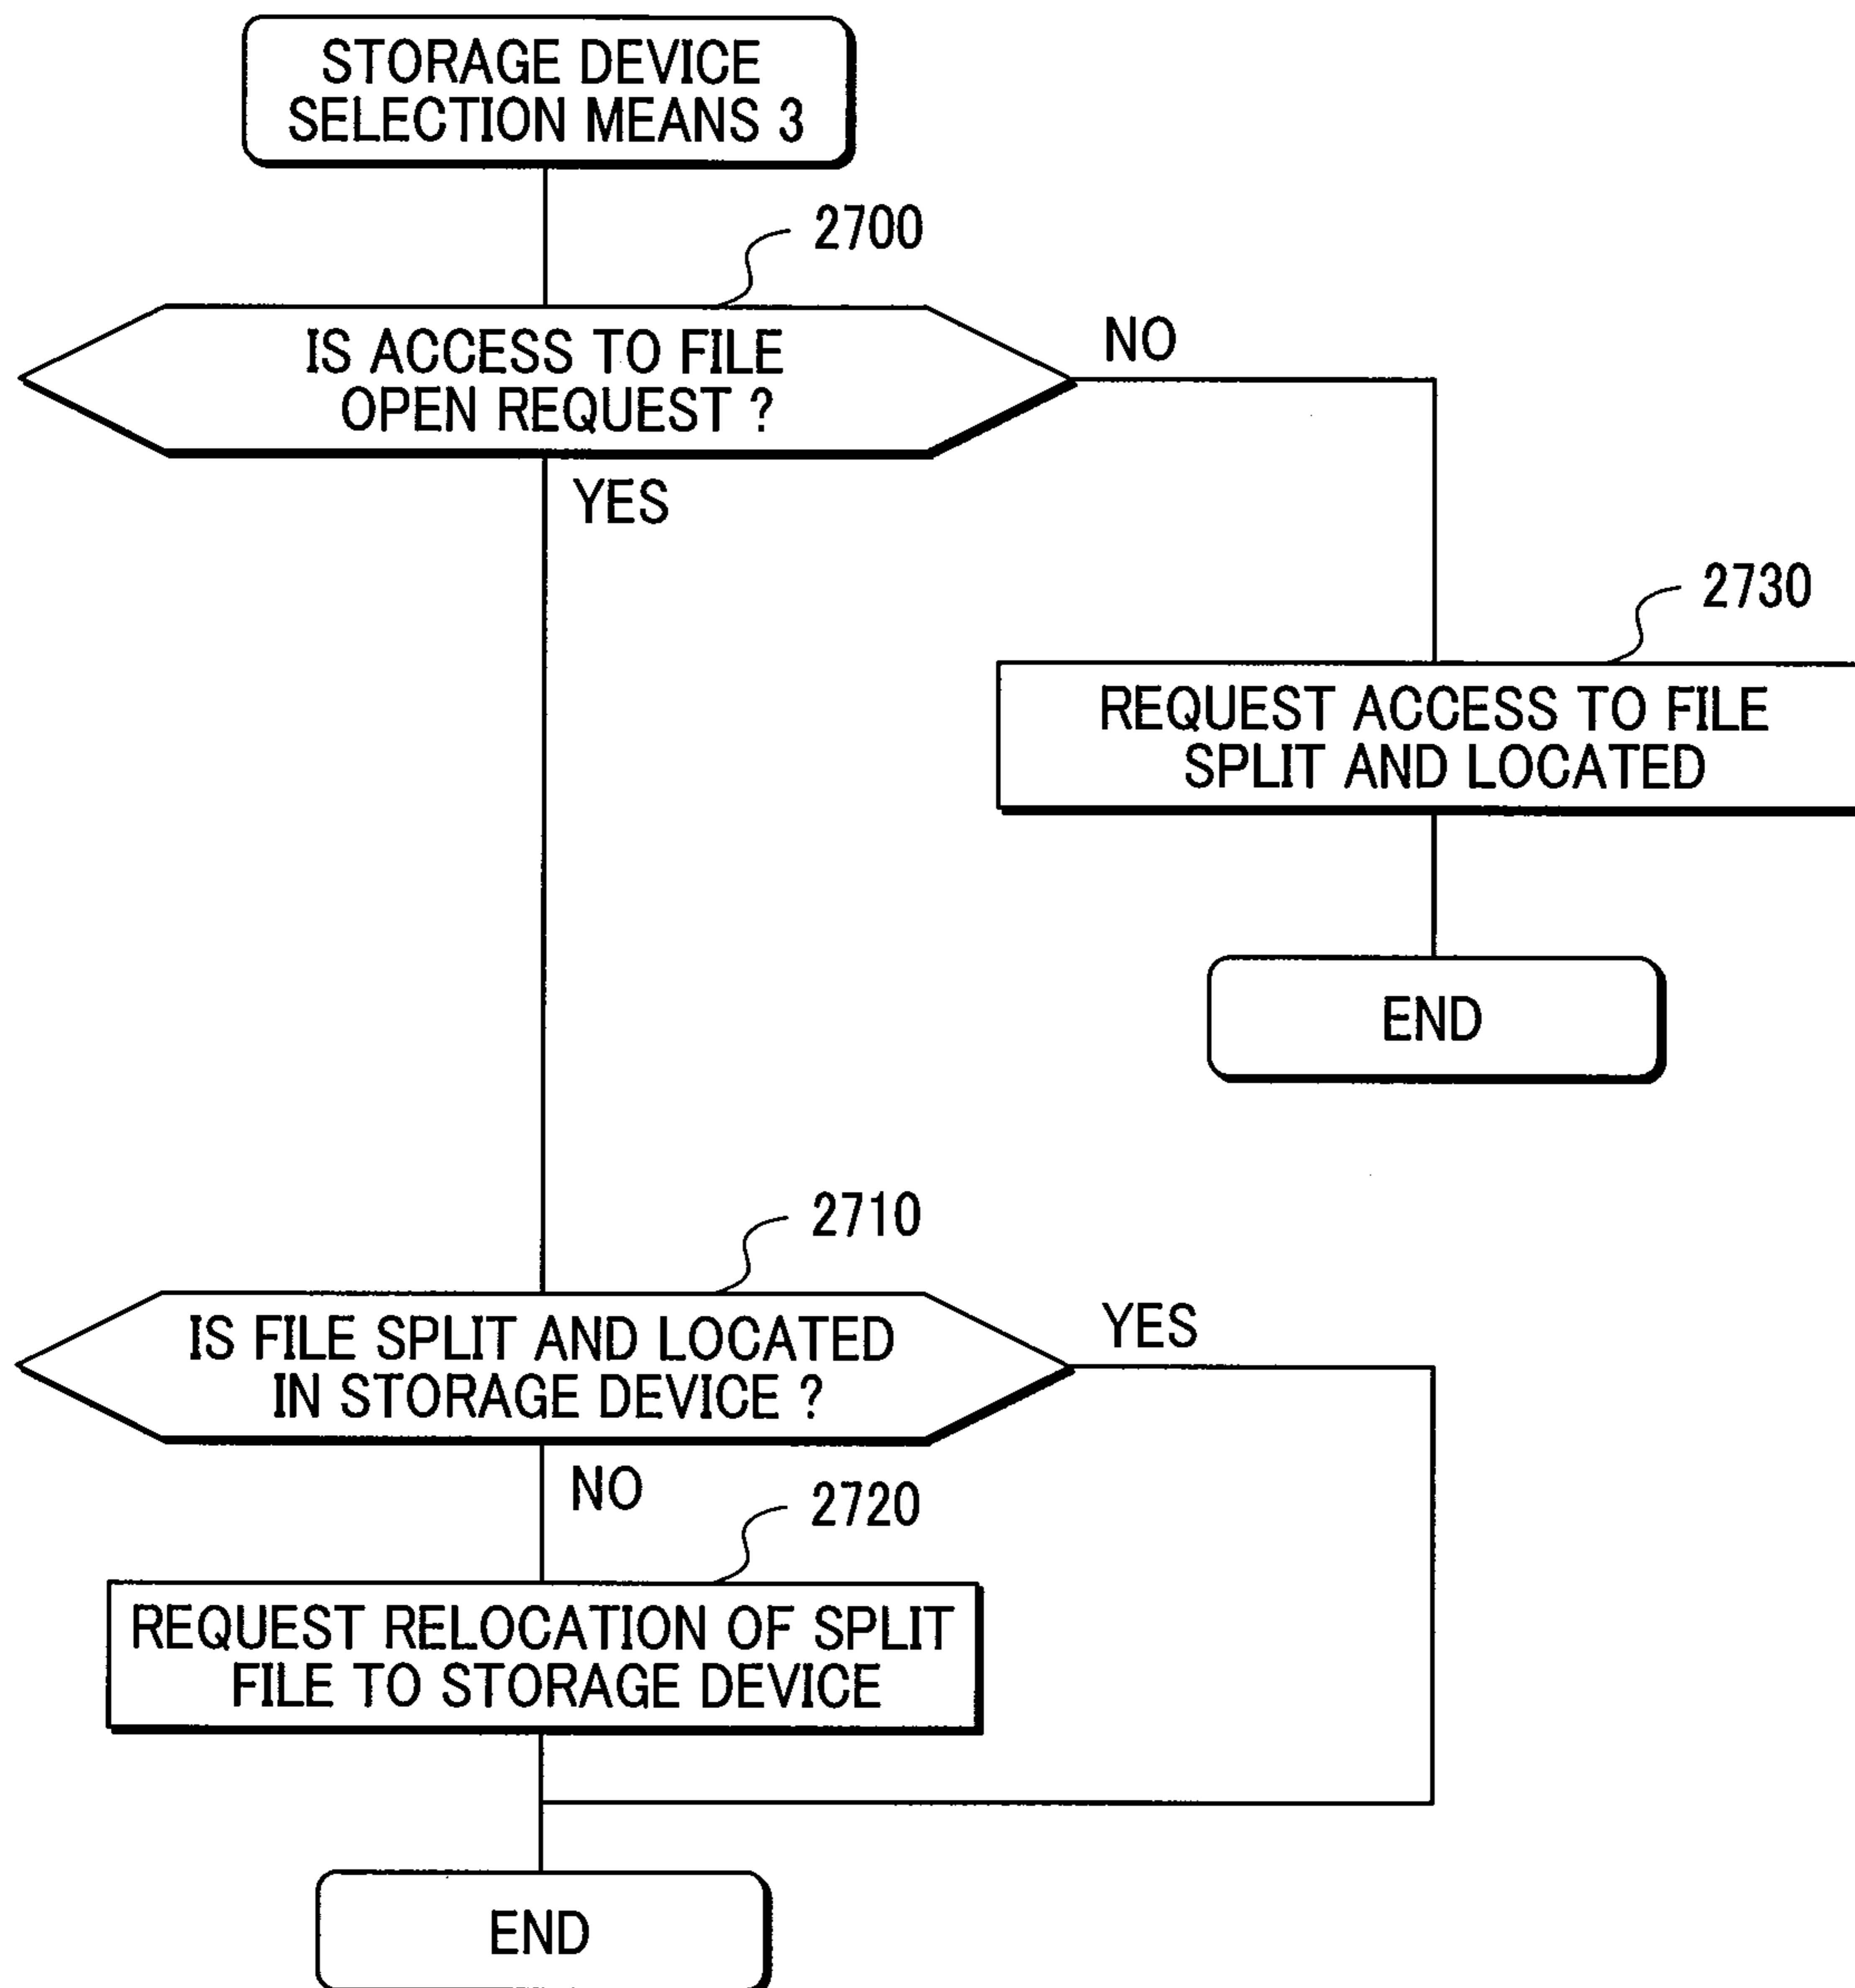 STORAGE DEVICE
SELECTION MEANS 3
2700
IS ACCESS TO FILE
OPEN REQUEST ?
NO
YES
2730
REQUEST ACCESS TO FILE
SPLIT AND LOCATED
END
2710
IS FILE SPLIT AND LOCATED
IN STORAGE DEVICE ?
YES
NO
2720
REQUEST RELOCATION OF SPLIT
FILE TO STORAGE DEVICE
END